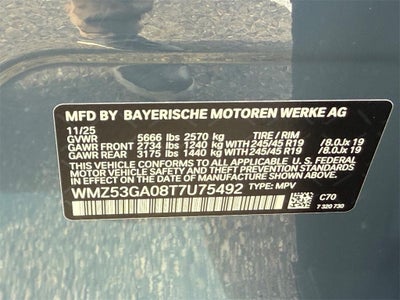 MFD BY BAYERISCHE MOTOREN WERKE AG
11/25
GVWR 5666 lbs 2570 kg TIRE / RIM
GAWR FRONT 2734 lbs 1240 kg 245/45 R19 /8.0Jx 19
GAWR REAR 3175 lbs 1440 kg 245/45 R19 /8.0Jx 19
THIS VEHICLE CONFORMS TO ALL APPLICABLE U. S. FEDERAL
MOTOR VEHICLE SAFETY AND THEFT PREVENTION STANDARDS
IN EFFECT ON THE DATE OF MANUFACTURE SHOWN ABOVE.
WMZ53GA08T7U75492 TYPE: MPV
C70
7 320 730